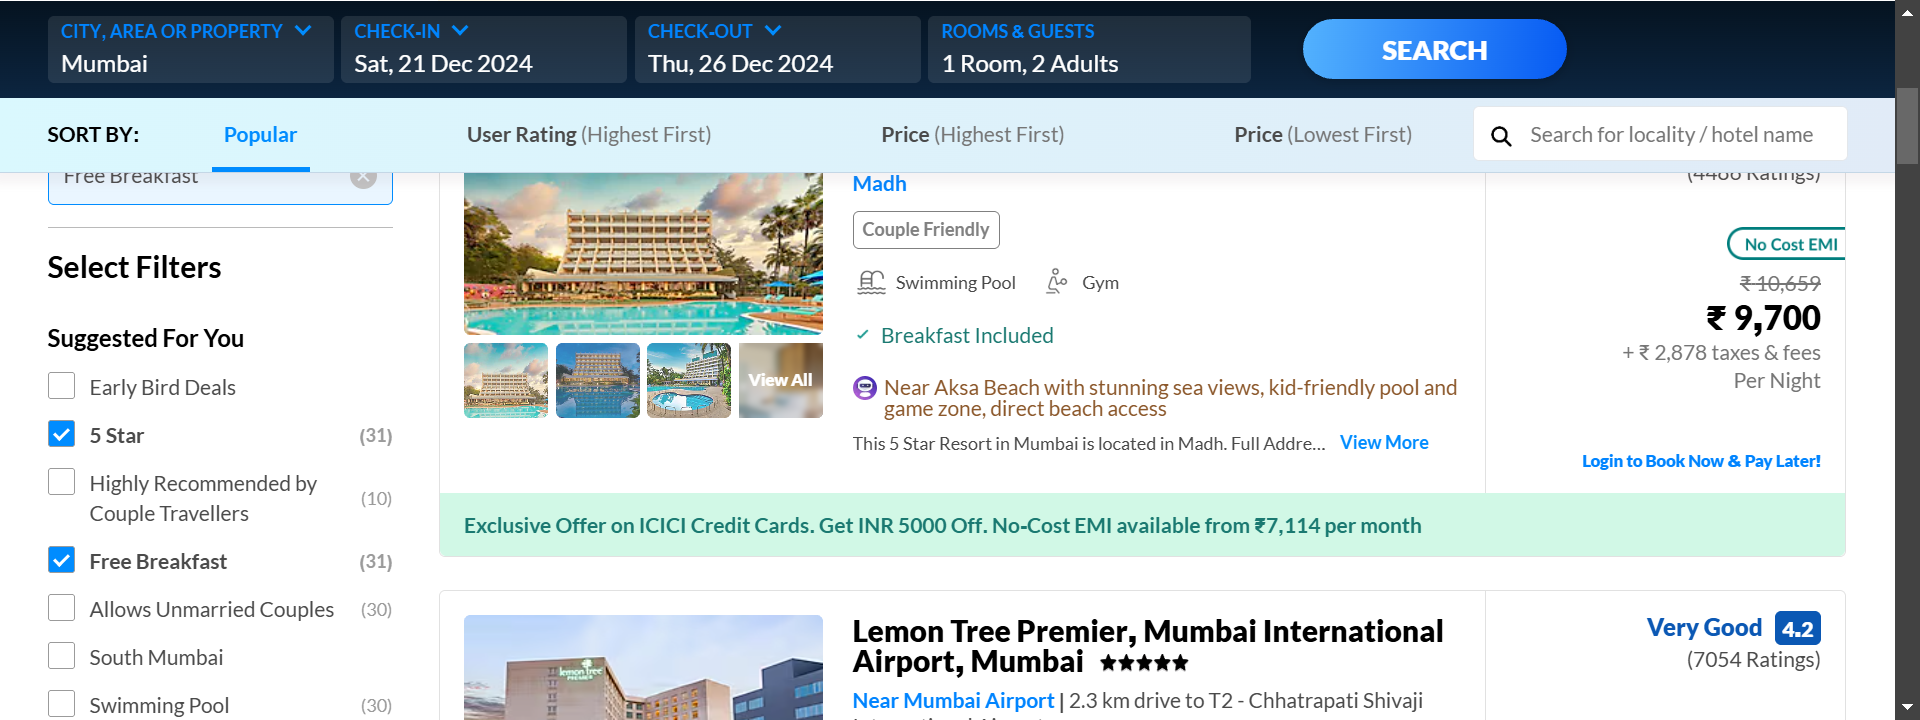 CITY, AREA OR PROPERTY
Mumbai
CHECK-IN
Sat, 21 Dec 2024
CHECK-OUT
Thu, 26 Dec 2024
ROOMS & GUESTS
1 Room, 2 Adults
SEARCH
SORT BY:
Popular
User Rating (Highest First)
Price (Highest First)
Price (Lowest First)
Search for locality / hotel name
Free Breakfast
Select Filters
Suggested For You
Early Bird Deals
5 Star (31)
Highly Recommended by
Couple Travellers (10)
Free Breakfast (31)
Allows Unmarried Couples (30)
South Mumbai
Swimming Pool (30)
View All
Madh
Couple Friendly
Swimming Pool
Gym
Breakfast Included
Near Aksa Beach with stunning sea views, kid-friendly pool and
game zone, direct beach access
This 5 Star Resort in Mumbai is located in Madh. Full Addre... View More
(4466 Ratings)
No Cost EMI
₹ 10,659
₹ 9,700
+ ₹ 2,878 taxes & fees
Per Night
Login to Book Now & Pay Later!
Exclusive Offer on ICICI Credit Cards. Get INR 5000 Off. No-Cost EMI available from ₹7,114 per month
lemon tree
PREMIER
Lemon Tree Premier, Mumbai International
Airport, Mumbai
Near Mumbai Airport | 2.3 km drive to T2 - Chhatrapati Shivaji
Very Good 4.2
(7054 Ratings)